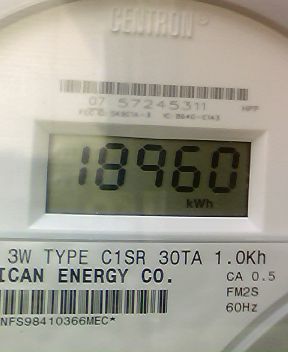 CENTRON
07 57245311
18960
kWh
3W TYPE C1SR 30TA 1.0Kh
ICAN ENERGY CO.
CA 0.5
FM2S
60Hz
NFS98410366MEC*